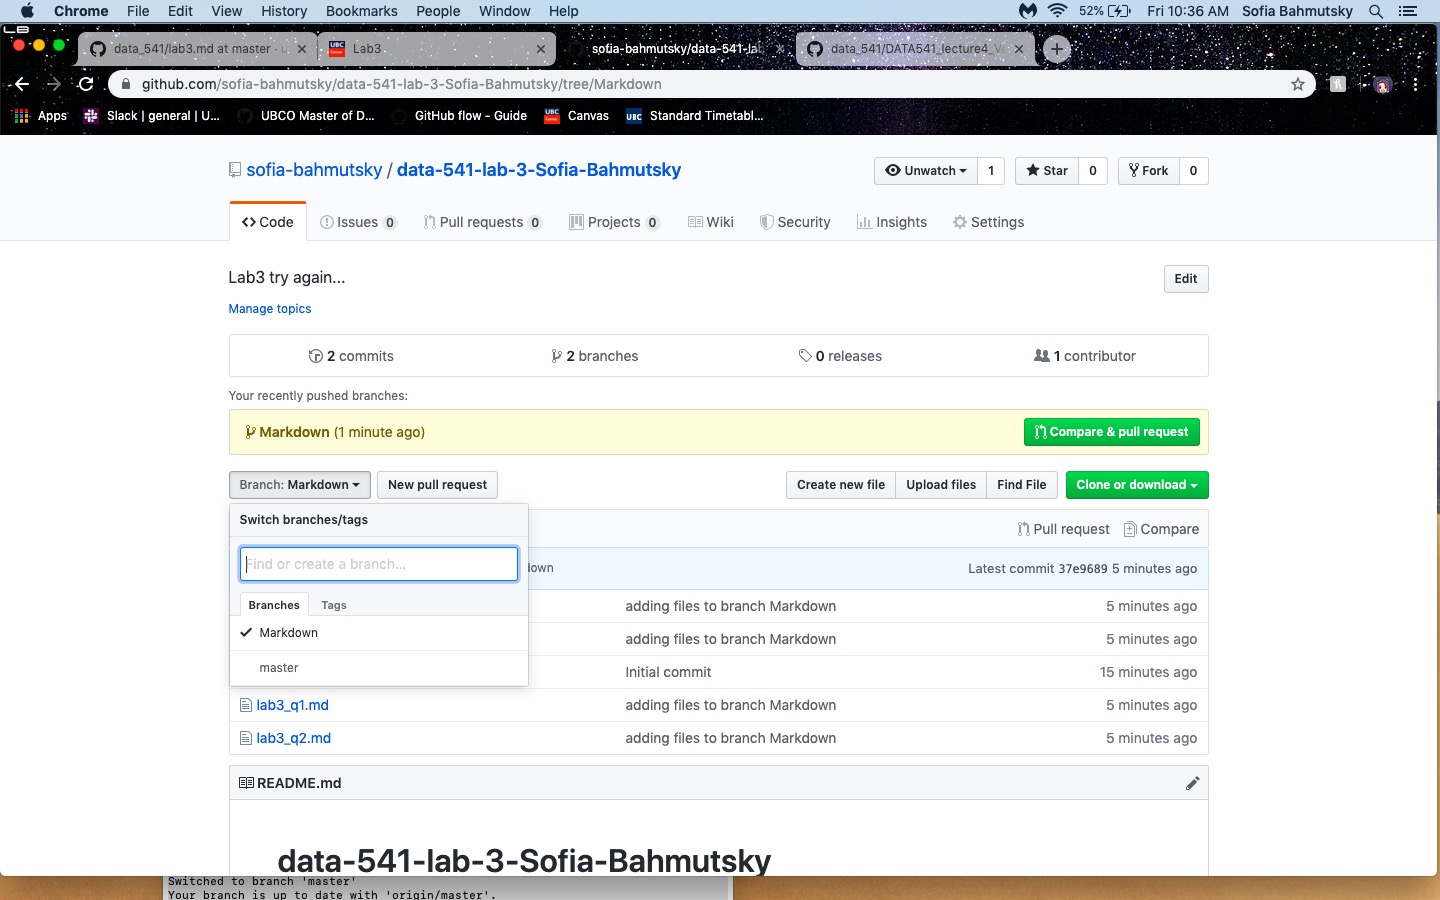 Chrome File Edit View History Bookmarks People Window Help 52% Fri 10:36 AM Sofia Bahmutsky
data_541/lab3.md at master · Lab3 sofia-bahmutsky/data-541-lab data_541/DATA541_lecture4_V
github.com/sofia-bahmutsky/data-541-lab-3-Sofia-Bahmutsky/tree/Markdown
Apps Slack | general | U... UBCO Master of D... GitHub flow - Guide UBC Canvas UBC Standard Timetabl...
sofia-bahmutsky / data-541-lab-3-Sofia-Bahmutsky Unwatch 1 Star 0 Fork 0
Code Issues 0 Pull requests 0 Projects 0 Wiki Security Insights Settings
Lab3 try again... Edit
Manage topics
2 commits 2 branches 0 releases 1 contributor
Your recently pushed branches:
Markdown (1 minute ago) Compare & pull request
Branch: Markdown New pull request Create new file Upload files Find File Clone or download
Switch branches/tags
Pull request Compare
Find or create a branch...
down Latest commit 37e9689 5 minutes ago
Branches Tags
adding files to branch Markdown 5 minutes ago
Markdown
adding files to branch Markdown 5 minutes ago
master
Initial commit 15 minutes ago
lab3_q1.md adding files to branch Markdown 5 minutes ago
lab3_q2.md adding files to branch Markdown 5 minutes ago
README.md
data-541-lab-3-Sofia-Bahmutsky
Switched to branch 'master'
Your branch is up to date with 'origin/master'.